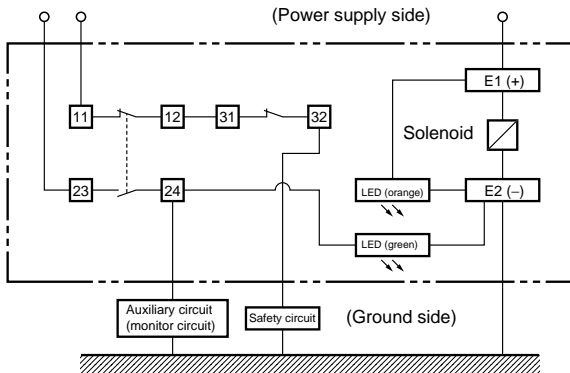 (Power supply side)
E1 (+)
11
12
31
32
Solenoid
23
24
LED (orange)
E2 (−)
LED (green)
Auxiliary circuit
(monitor circuit)
Safety circuit
(Ground side)